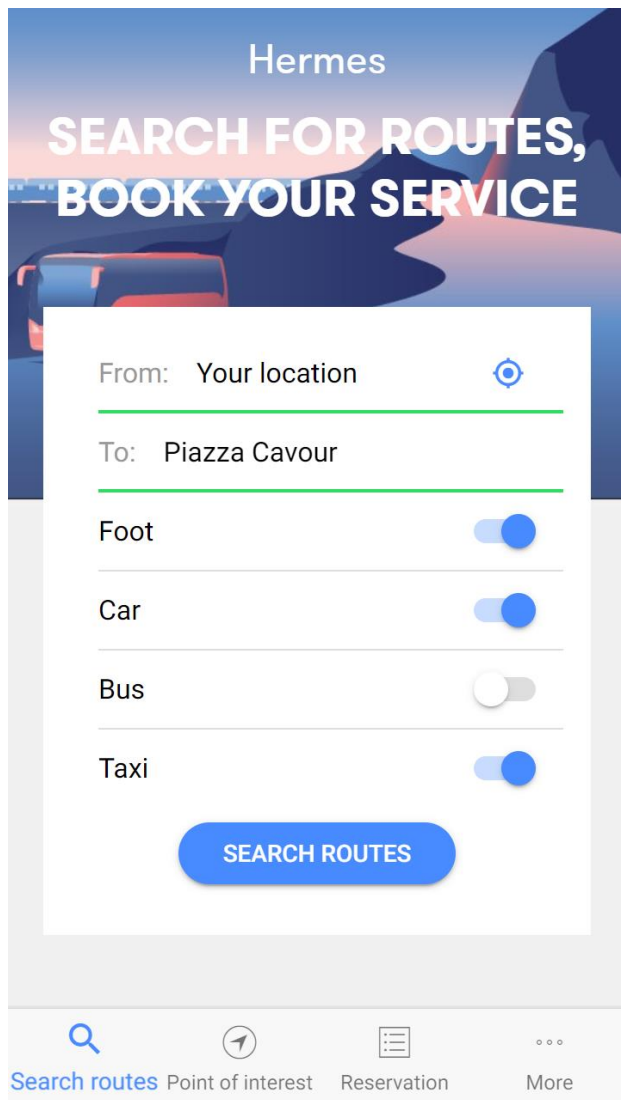 Hermes
SEARCH FOR ROUTES,
BOOK YOUR SERVICE
From: Your location
To: Piazza Cavour
Foot
Car
Bus
Taxi
SEARCH ROUTES
Search routes Point of interest Reservation More